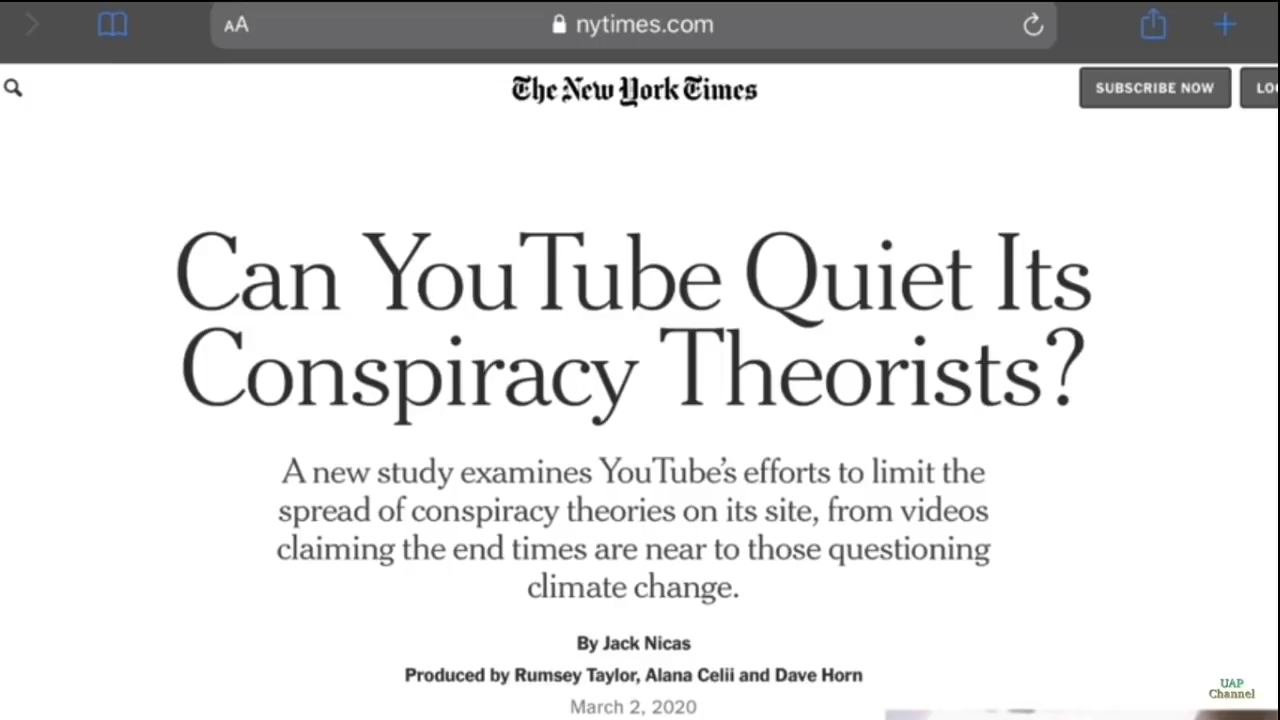 AA
nytimes.com
The New York Times
SUBSCRIBE NOW
Can YouTube Quiet Its
Conspiracy Theorists?
A new study examines YouTube's efforts to limit the
spread of conspiracy theories on its site, from videos
claiming the end times are near to those questioning
climate change.
By Jack Nicas
Produced by Rumsey Taylor, Alana Celii and Dave Horn
March 2, 2020
UAP
Channel